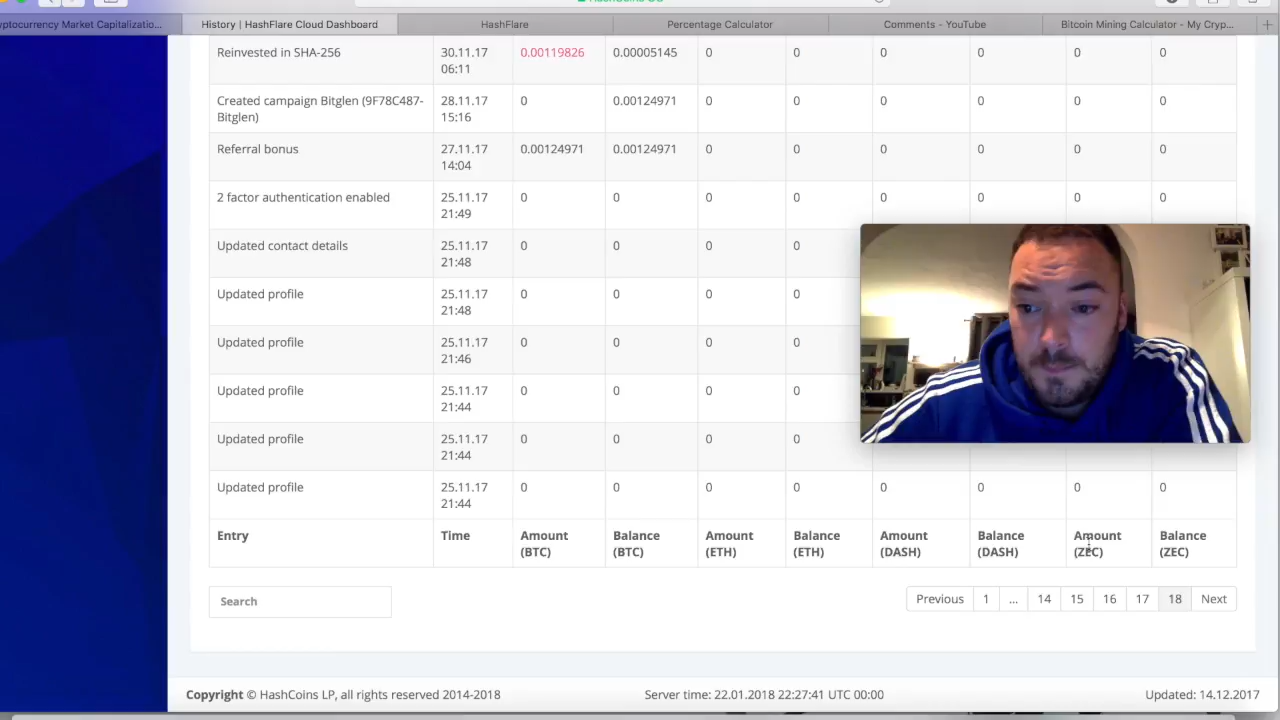 yptocurrency Market Capitalizatio... History | HashFlare Cloud Dashboard HashFlare Percentage Calculator Comments - YouTube Bitcoin Mining Calculator - My Cryp...
Reinvested in SHA-256 30.11.17 0.00119826 0.00005145 0 0 0 0 0 0
06:11
Created campaign Bitglen (9F78C487- 28.11.17 0 0.00124971 0 0 0 0 0 0
Bitglen) 15:16
Referral bonus 27.11.17 0.00124971 0.00124971 0 0 0 0 0 0
14:04
2 factor authentication enabled 25.11.17 0 0 0 0 0 0 0 0
21:49
Updated contact details 25.11.17 0 0 0 0
21:48
Updated profile 25.11.17 0 0 0 0
21:48
Updated profile 25.11.17 0 0 0 0
21:46
Updated profile 25.11.17 0 0 0 0
21:44
Updated profile 25.11.17 0 0 0 0
21:44
Updated profile 25.11.17 0 0 0 0 0 0 0 0
21:44
Entry Time Amount Balance Amount Balance Amount Balance Amount Balance
(BTC) (BTC) (ETH) (ETH) (DASH) (DASH) (ZEC) (ZEC)
Search Previous 1 ... 14 15 16 17 18 Next
Copyright © HashCoins LP, all rights reserved 2014-2018 Server time: 22.01.2018 22:27:41 UTC 00:00 Updated: 14.12.2017